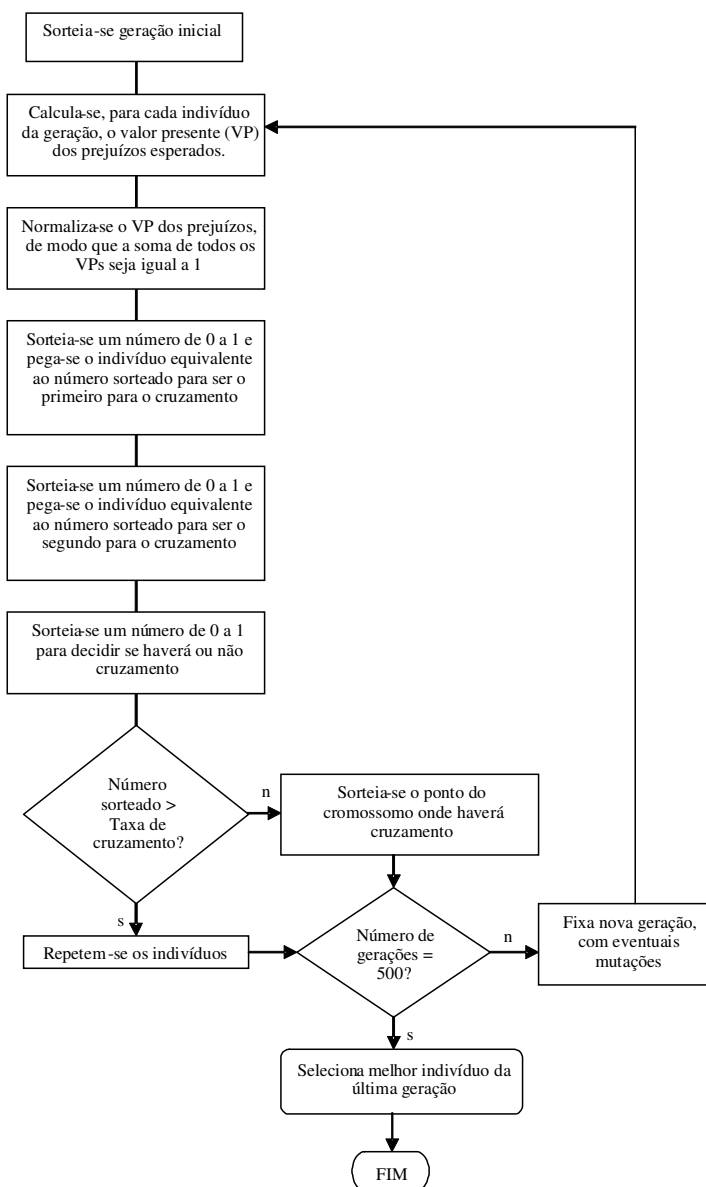 Sorteia-se geração inicial
Calcula-se, para cada indivíduo
da geração, o valor presente (VP)
dos prejuízos esperados.
Normaliza-se o VP dos prejuízos,
de modo que a soma de todos os
VPs seja igual a 1
Sorteia-se um número de 0 a 1 e
pega-se o indivíduo equivalente
ao número sorteado para ser o
primeiro para o cruzamento
Sorteia-se um número de 0 a 1 e
pega-se o indivíduo equivalente
ao número sorteado para ser o
segundo para o cruzamento
Sorteia-se um número de 0 a 1
para decidir se haverá ou não
cruzamento
Número
sorteado >
Taxa de
cruzamento?
n
Sorteia-se o ponto do
cromossomo onde haverá
cruzamento
s
Repetem-se os indivíduos
Número de
gerações =
500?
n
Fixa nova geração,
com eventuais
mutações
s
Seleciona melhor indivíduo da
última geração
FIM